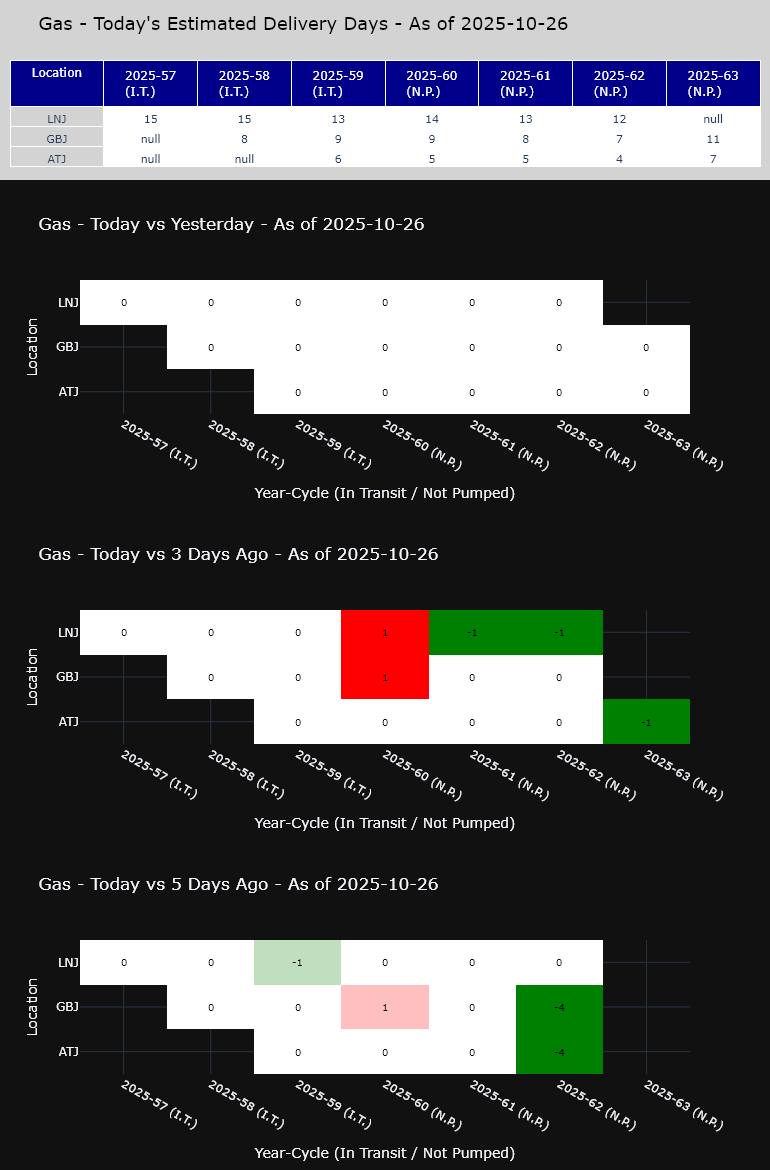 Gas - Today's Estimated Delivery Days - As of 2025-10-26
Location 2025-57 (I.T.) 2025-58 (I.T.) 2025-59 (I.T.) 2025-60 (N.P.) 2025-61 (N.P.) 2025-62 (N.P.) 2025-63 (N.P.)
LNJ 15 15 13 14 13 12 null
GBJ null 8 9 9 8 7 11
ATJ null null 6 5 5 4 7
Gas - Today vs Yesterday - As of 2025-10-26
Location
LNJ 0 0 0 0 0 0
GBJ 0 0 0 0 0 0
ATJ 0 0 0 0 0
2025-57 (I.T.) 2025-58 (I.T.) 2025-59 (I.T.) 2025-60 (N.P.) 2025-61 (N.P.) 2025-62 (N.P.) 2025-63 (N.P.)
Year-Cycle (In Transit / Not Pumped)
Gas - Today vs 3 Days Ago - As of 2025-10-26
Location
LNJ 0 0 0 1 -1 -1
GBJ 0 0 1 0 0
ATJ 0 0 0 0 -1
2025-57 (I.T.) 2025-58 (I.T.) 2025-59 (I.T.) 2025-60 (N.P.) 2025-61 (N.P.) 2025-62 (N.P.) 2025-63 (N.P.)
Year-Cycle (In Transit / Not Pumped)
Gas - Today vs 5 Days Ago - As of 2025-10-26
Location
LNJ 0 0 -1 0 0 0
GBJ 0 0 1 0 -4
ATJ 0 0 0 -4
2025-57 (I.T.) 2025-58 (I.T.) 2025-59 (I.T.) 2025-60 (N.P.) 2025-61 (N.P.) 2025-62 (N.P.) 2025-63 (N.P.)
Year-Cycle (In Transit / Not Pumped)